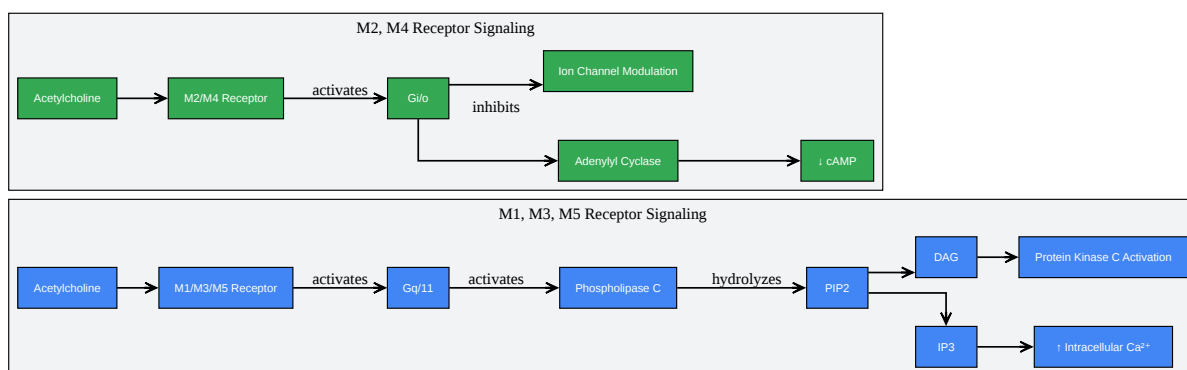 M2, M4 Receptor Signaling
Ion Channel Modulation
Acetylcholine
M2/M4 Receptor
activates
Gi/o
inhibits
Adenylyl Cyclase
↓ cAMP
M1, M3, M5 Receptor Signaling
DAG
Protein Kinase C Activation
Acetylcholine
M1/M3/M5 Receptor
activates
Gq/11
activates
Phospholipase C
hydrolyzes
PIP2
IP3
↑ Intracellular Ca²⁺